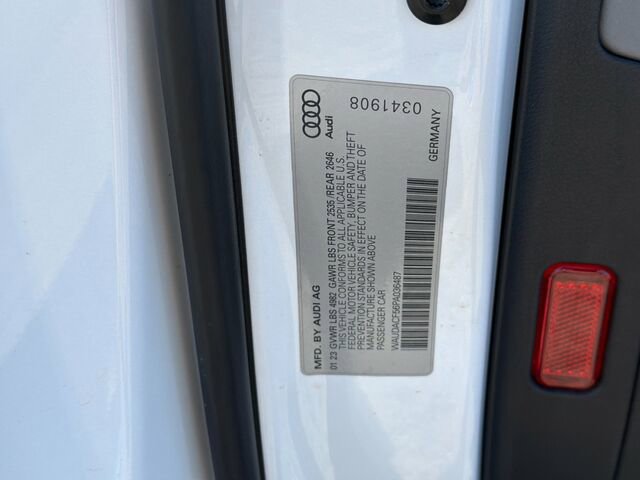 MFD. BY AUDI AG
Audi
01 23 GVWR LBS 4982 GAWR LBS FRONT 2535 /REAR 2646
THIS VEHICLE CONFORMS TO ALL APPLICABLE U.S.
FEDERAL MOTOR VEHICLE SAFETY, BUMPER AND THEFT
PREVENTION STANDARDS IN EFFECT ON THE DATE OF
MANUFACTURE SHOWN ABOVE
PASSENGER CAR
WAUDACF56PA036487
0341908
GERMANY